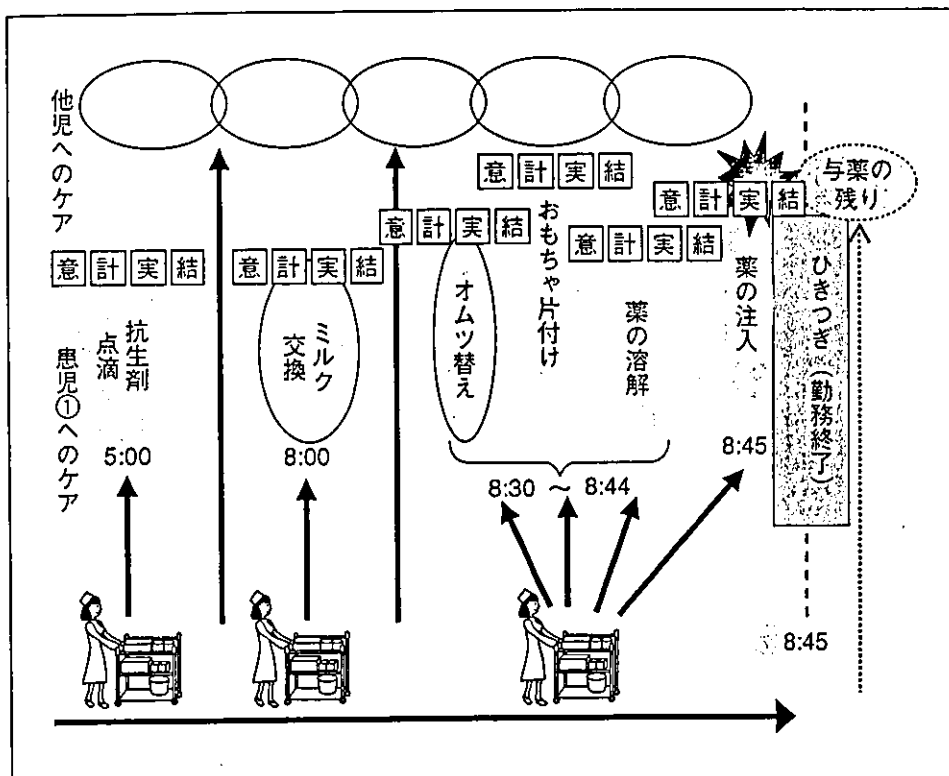 他児へのケア
意 計 実 結
与薬の
残り
意 計 実 結
意 計 実 結
おもちゃ片付け
意 計 実 結
意 計 実 結
意 計 実 結
患児①へのケア
抗生剤
点滴
5:00
ミルク
交換
8:00
オムツ替え
薬の溶解
8:30 ～ 8:44
薬の注入
8:45
ひきつぎ(勤務終了)
8:45